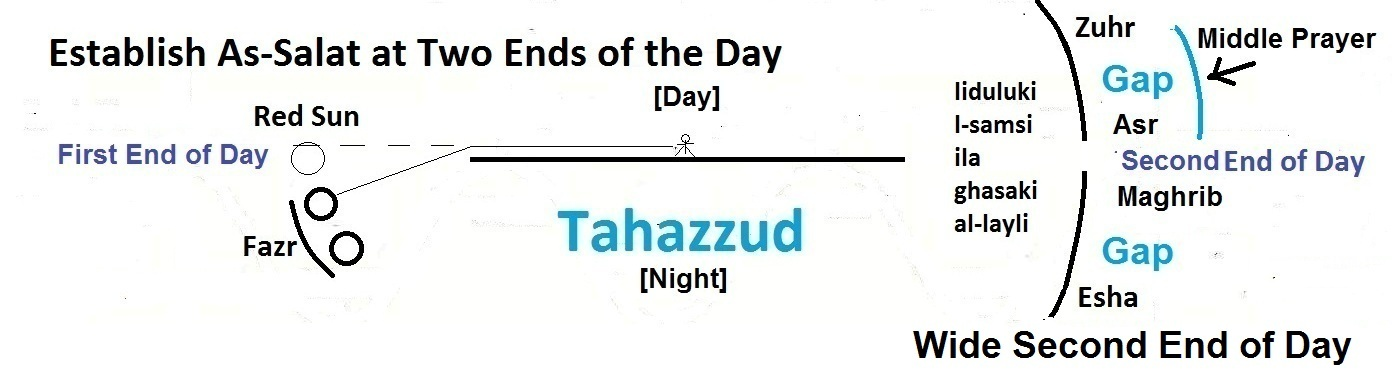 Establish As-Salat at Two Ends of the Day
[Day]
Red Sun
First End of Day
Fazr
Tahazzud
[Night]
liduluki
l-samsi
ila
ghasaki
al-layli
Zuhr
Gap
Asr
Middle Prayer
Second End of Day
Maghrib
Gap
Esha
Wide Second End of Day